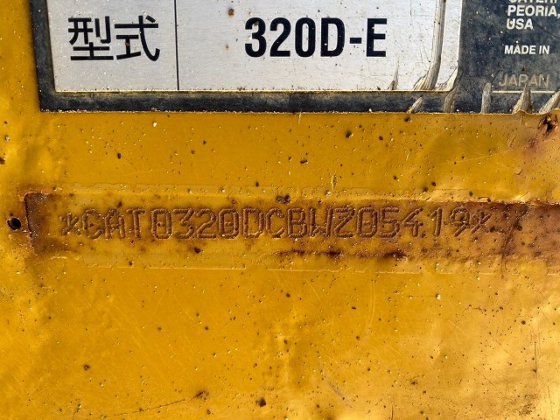 型式 320D-E
PEORIA,
USA
MADE IN
JAPAN
*CAT0320DCBWZ05419*